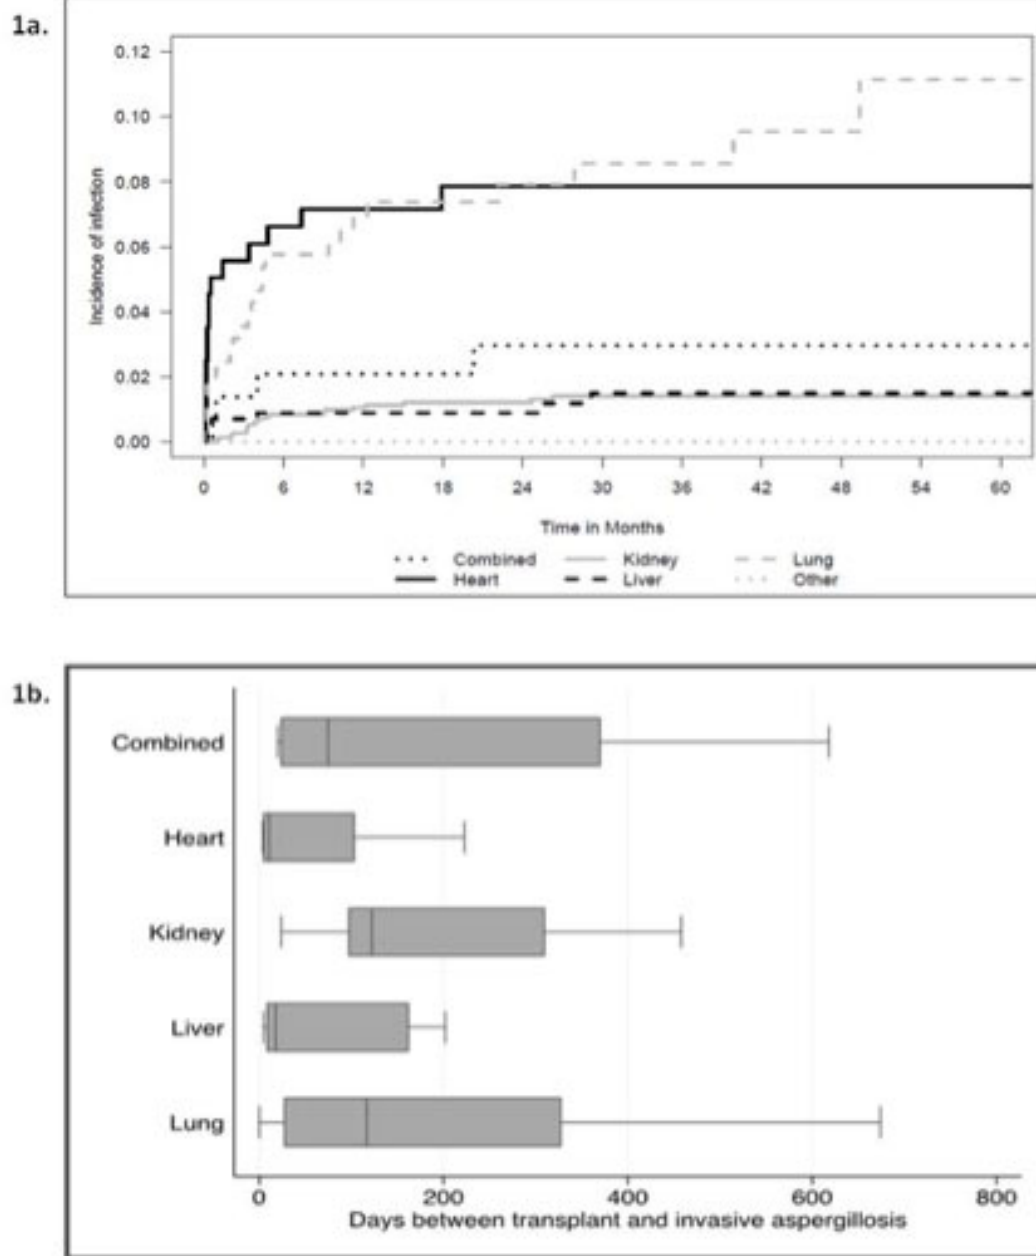 1a.
0.12
0.10
0.08
0.06
0.04
0.02
0.00
Incidence of infection
0 6 12 18 24 30 36 42 48 54 60
Time in Months
Combined Kidney Lung
Heart Liver Other
1b.
Combined
Heart
Kidney
Liver
Lung
0 200 400 600 800
Days between transplant and invasive aspergillosis